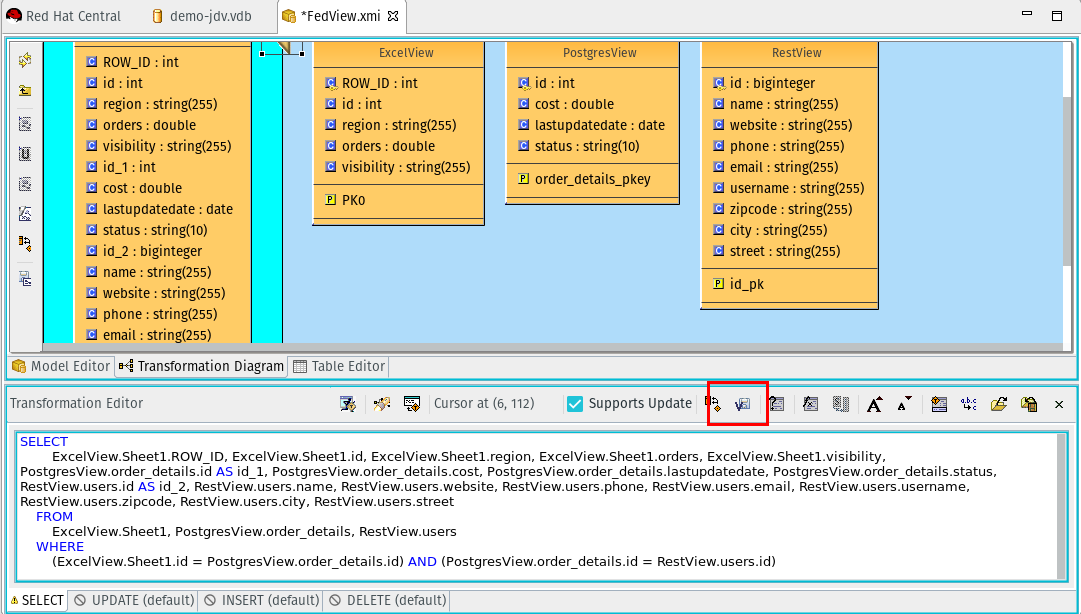 Red Hat Central
demo-jdv.vdb
*FedView.xmi
ROW_ID : int
id : int
region : string(255)
orders : double
visibility : string(255)
id_1 : int
cost : double
lastupdatedate : date
status : string(10)
id_2 : biginteger
name : string(255)
website : string(255)
phone : string(255)
email : string(255)
ExcelView
ROW_ID : int
id : int
region : string(255)
orders : double
visibility : string(255)
PK0
PostgresView
id : int
cost : double
lastupdatedate : date
status : string(10)
order_details_pkey
RestView
id : biginteger
name : string(255)
website : string(255)
phone : string(255)
email : string(255)
username : string(255)
zipcode : string(255)
city : string(255)
street : string(255)
id_pk
Model Editor
Transformation Diagram
Table Editor
Transformation Editor
Cursor at (6, 112)
Supports Update
SELECT
ExcelView.Sheet1.ROW_ID, ExcelView.Sheet1.id, ExcelView.Sheet1.region, ExcelView.Sheet1.orders, ExcelView.Sheet1.visibility,
PostgresView.order_details.id AS id_1, PostgresView.order_details.cost, PostgresView.order_details.lastupdatedate, PostgresView.order_details.status,
RestView.users.id AS id_2, RestView.users.name, RestView.users.website, RestView.users.phone, RestView.users.email, RestView.users.username,
RestView.users.zipcode, RestView.users.city, RestView.users.street
FROM
ExcelView.Sheet1, PostgresView.order_details, RestView.users
WHERE
(ExcelView.Sheet1.id = PostgresView.order_details.id) AND (PostgresView.order_details.id = RestView.users.id)
SELECT
UPDATE (default)
INSERT (default)
DELETE (default)